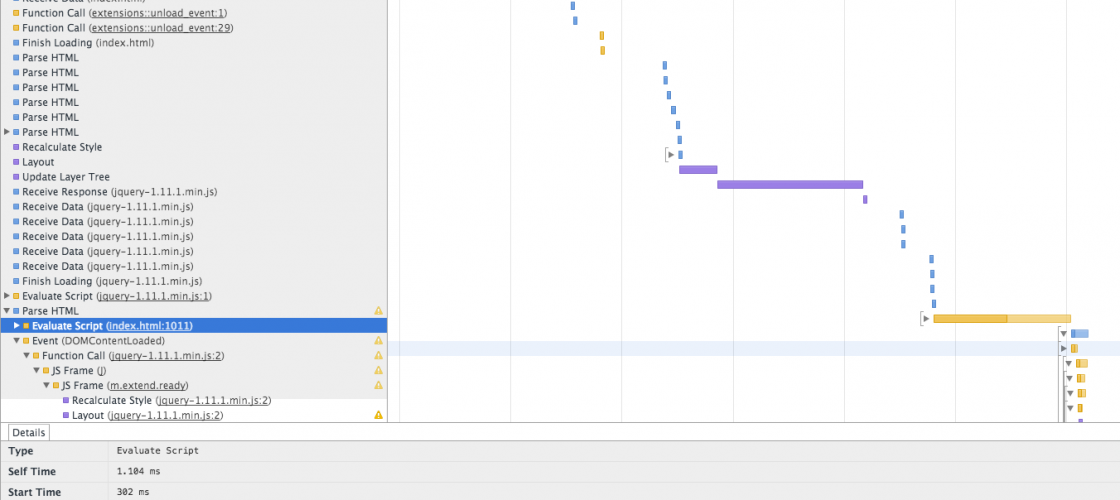 Receive Data (index.html)
Function Call (extensions::unload_event:1)
Function Call (extensions::unload_event:29)
Finish Loading (index.html)
Parse HTML
Parse HTML
Parse HTML
Parse HTML
Parse HTML
Parse HTML
Recalculate Style
Layout
Update Layer Tree
Receive Response (jquery-1.11.1.min.js)
Receive Data (jquery-1.11.1.min.js)
Receive Data (jquery-1.11.1.min.js)
Receive Data (jquery-1.11.1.min.js)
Receive Data (jquery-1.11.1.min.js)
Receive Data (jquery-1.11.1.min.js)
Finish Loading (jquery-1.11.1.min.js)
Evaluate Script (jquery-1.11.1.min.js:1)
Parse HTML
Evaluate Script (index.html:1011)
Event (DOMContentLoaded)
Function Call (jquery-1.11.1.min.js:2)
JS Frame (J)
JS Frame (m.extend.ready)
Recalculate Style (jquery-1.11.1.min.js:2)
Layout (jquery-1.11.1.min.js:2)
Details
Type Evaluate Script
Self Time 1.104 ms
Start Time 302 ms